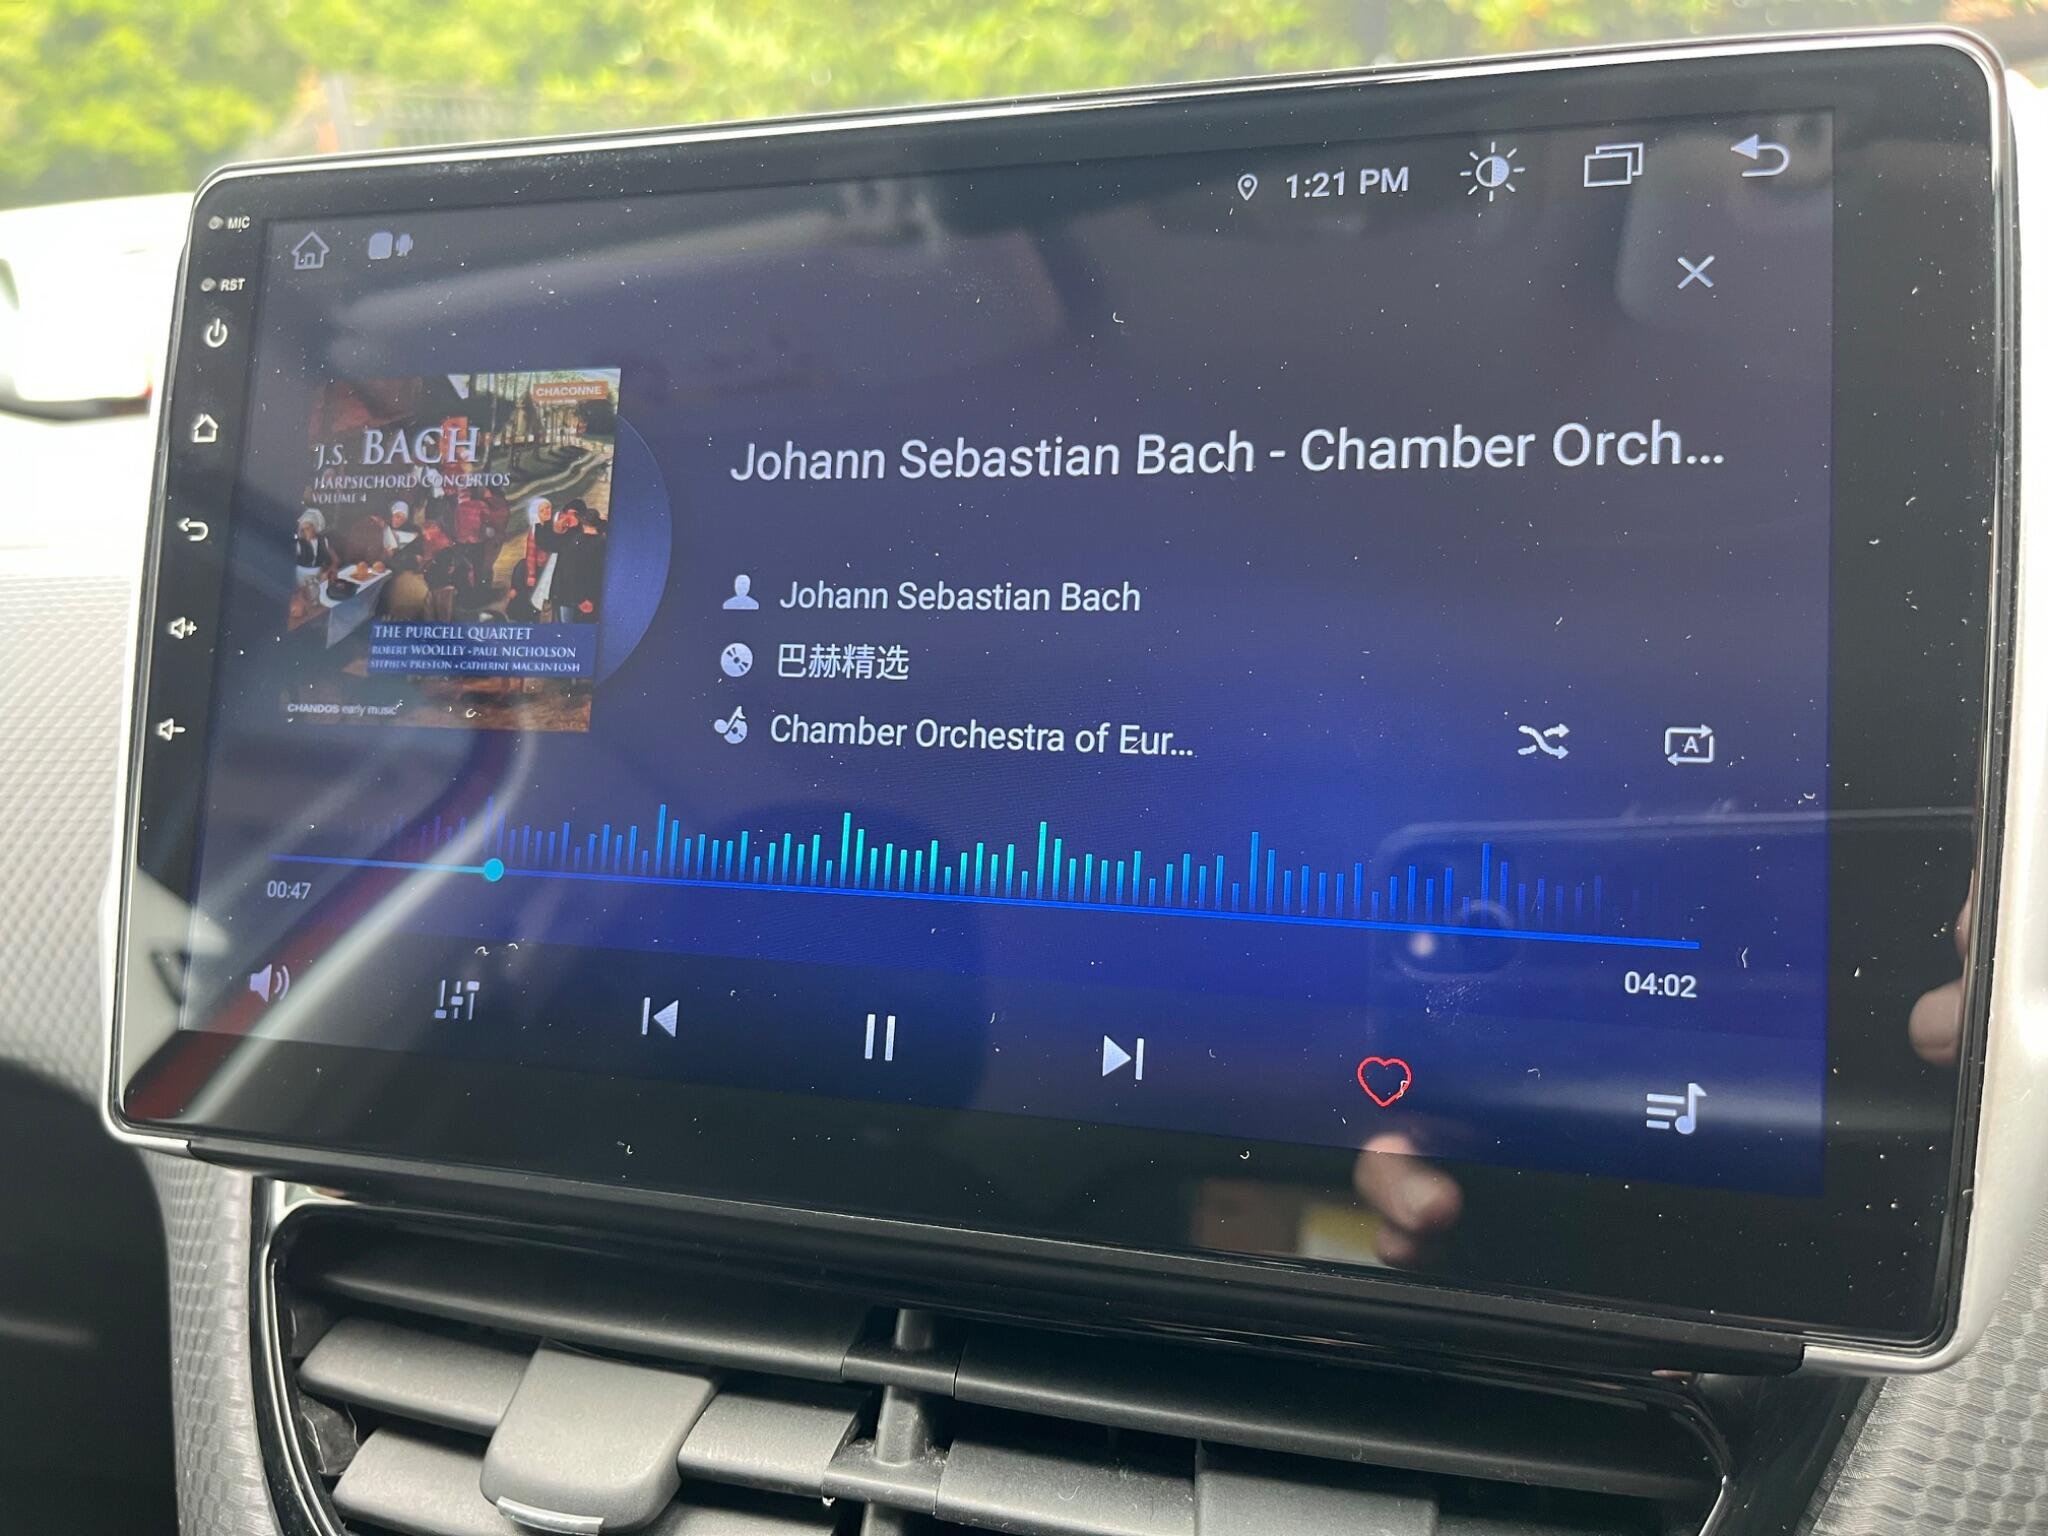 MIC
RST
1:21 PM
CHACONNE
J.S. BACH
HARPSICHORD CONCERTOS
VOLUME 4
THE PURCELL QUARTET
ROBERT WOOLLEY • PAUL NICHOLSON
STEPHEN PRESTON • CATHERINE MACKINTOSH
CHANDOS early music
Johann Sebastian Bach - Chamber Orch...
Johann Sebastian Bach
巴赫精选
Chamber Orchestra of Eur...
A
00:47
04:02